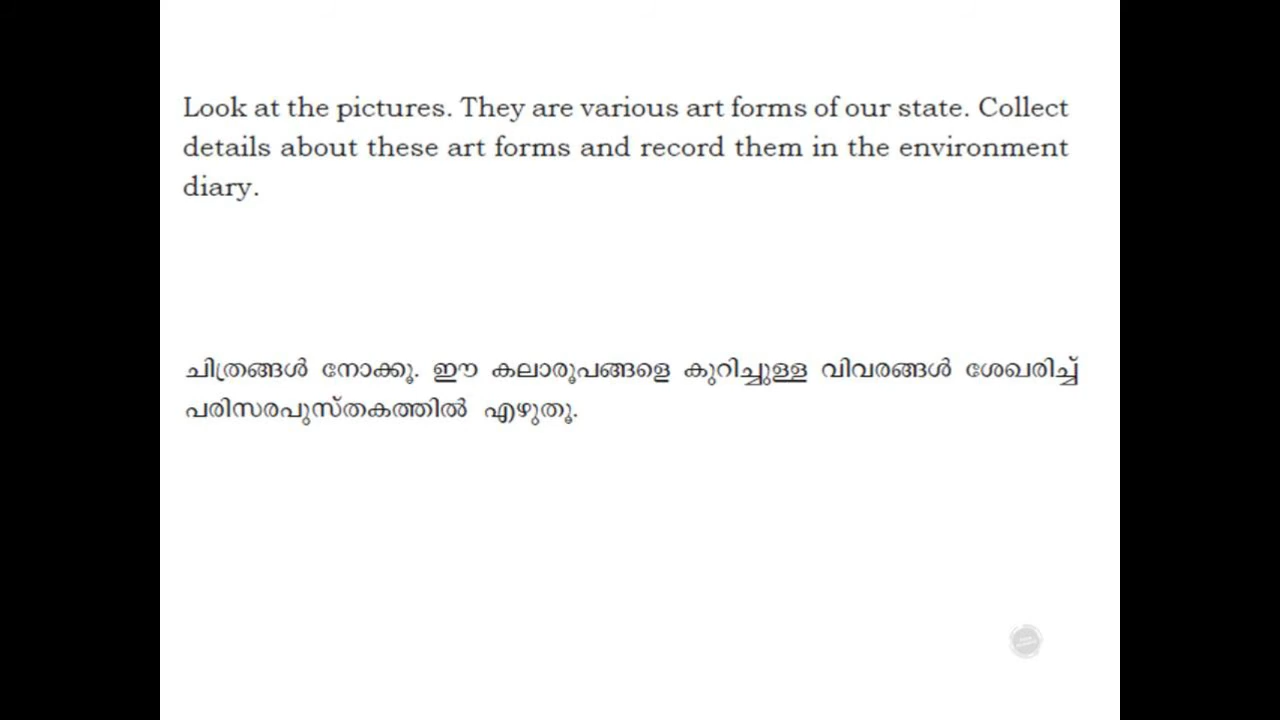 Look at the pictures. They are various art forms of our state. Collect
details about these art forms and record them in the environment
diary.
ചിത്രങ്ങൾ നോക്കൂ. ഈ കലാരൂപങ്ങളെ കുറിച്ചുള്ള വിവരങ്ങൾ ശേഖരിച്ച്
പരിസരപുസ്തകത്തിൽ എഴുതൂ.